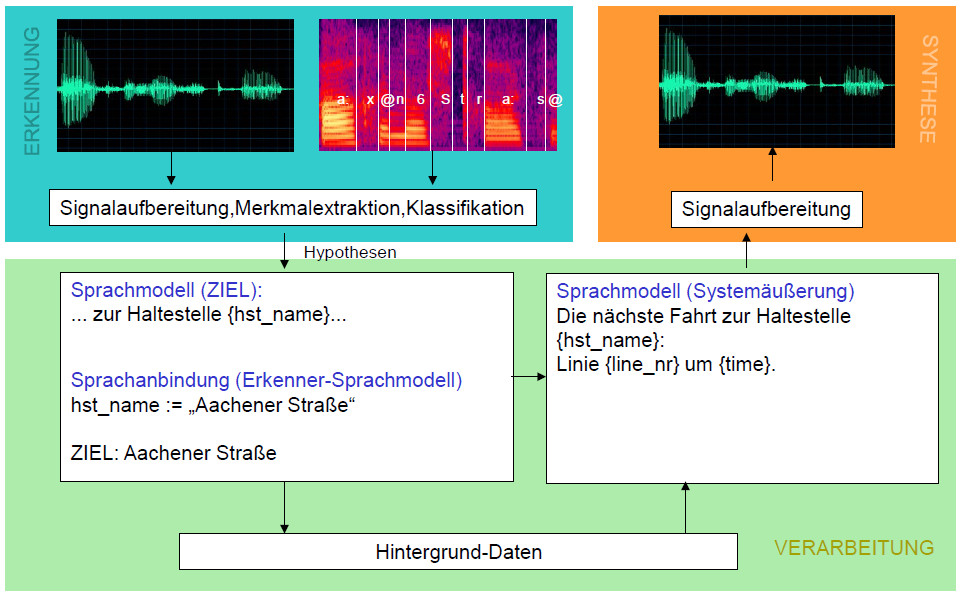 ERKENNUNG
a: x @n 6 S t r a: s@
Signalaufbereitung,Merkmalextraktion,Klassifikation
SYNTHESE
Signalaufbereitung
Hypothesen
Sprachmodell (ZIEL):
... zur Haltestelle {hst_name}...
Sprachanbindung (Erkenner-Sprachmodell)
hst_name := „Aachener Straße“
ZIEL: Aachener Straße
Sprachmodell (Systemäußerung)
Die nächste Fahrt zur Haltestelle
{hst_name}:
Linie {line_nr} um {time}.
Hintergrund-Daten
VERARBEITUNG